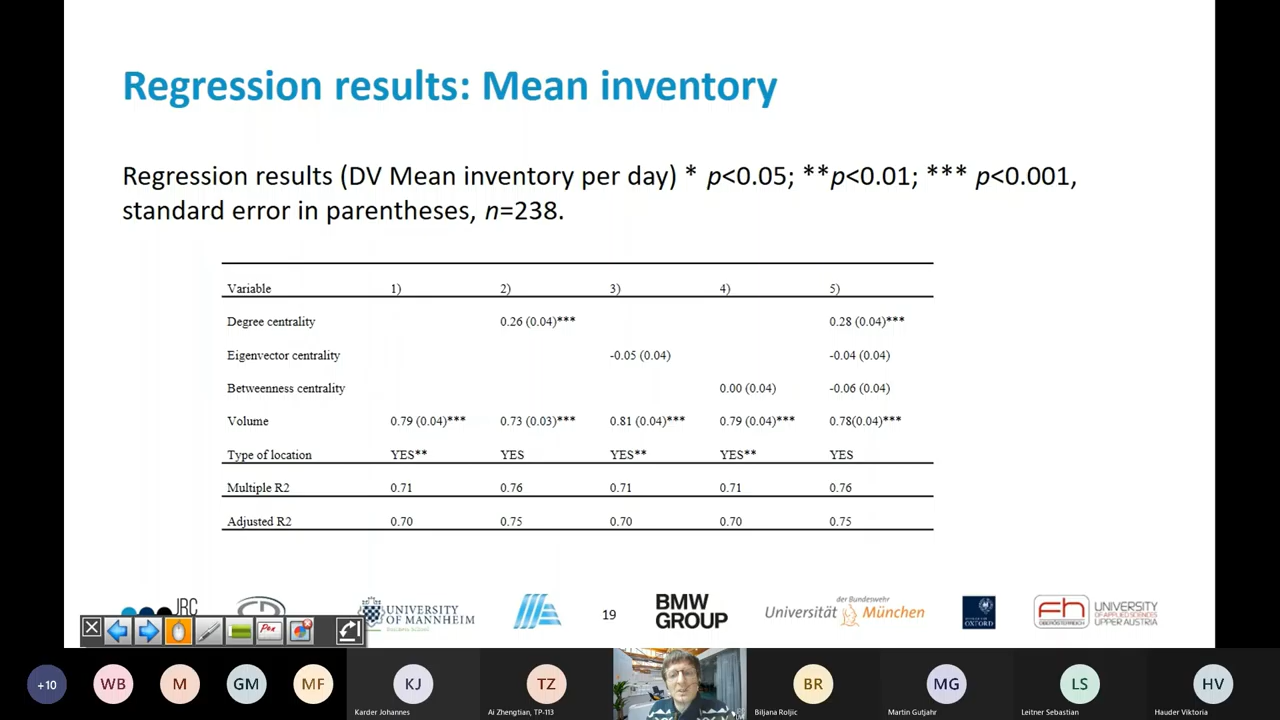 Regression results: Mean inventory
Regression results (DV Mean inventory per day) * p<0.05; **p<0.01; *** p<0.001,
standard error in parentheses, n=238.
Variable 1) 2) 3) 4) 5)
Degree centrality 0.26 (0.04)*** 0.28 (0.04)***
Eigenvector centrality -0.05 (0.04) -0.04 (0.04)
Betweenness centrality 0.00 (0.04) -0.06 (0.04)
Volume 0.79 (0.04)*** 0.73 (0.03)*** 0.81 (0.04)*** 0.79 (0.04)*** 0.78(0.04)***
Type of location YES** YES YES** YES** YES
Multiple R2 0.71 0.76 0.71 0.71 0.76
Adjusted R2 0.70 0.75 0.70 0.70 0.75
JRC
UNIVERSITY
OF MANNHEIM
19
BMW
GROUP
der Bundeswehr
Universität München
OXFORD
fh
OBERÖSTERREICH
UNIVERSITY
OF APPLIED SCIENCES
UPPER AUSTRIA
Pen
+10 WB M GM MF KJ TZ BR MG LS HV
Karder Johannes Ai Zhengtian, TP-113 Biljana Roljic Martin Gutjahr Leitner Sebastian Hauder Viktoria